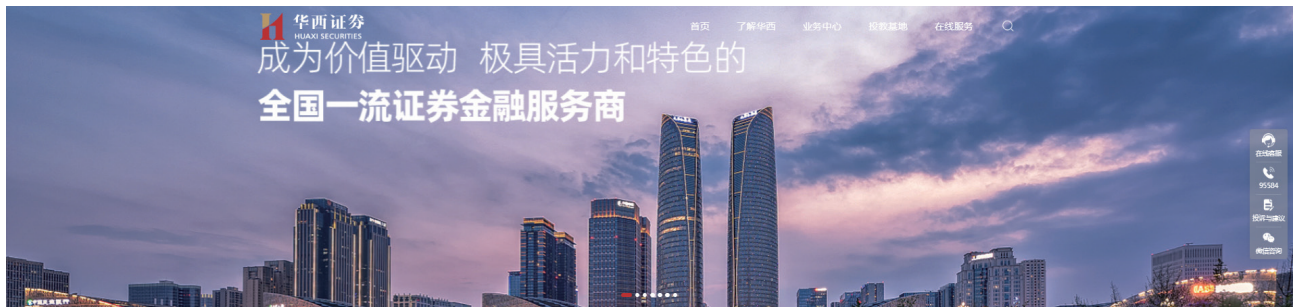 华西证券
HUAXI SECURITIES
首页 了解华西 业务中心 投教基地 在线服务
成为价值驱动 极具活力和特色的
全国一流证券金融服务商
在线客服
95584
投诉与建议
微信咨询